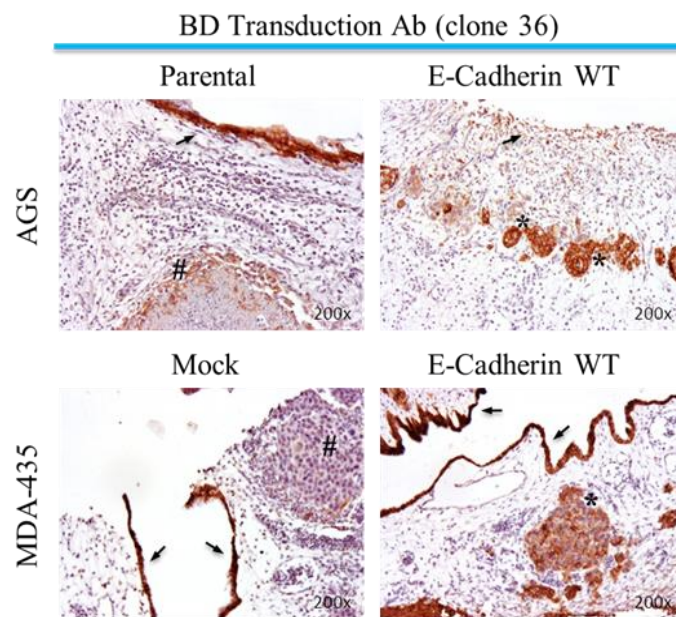 BD Transduction Ab (clone 36)
Parental
E-Cadherin WT
AGS
#
200x
*
*
200x
Mock
E-Cadherin WT
MDA-435
#
200x
*
200x